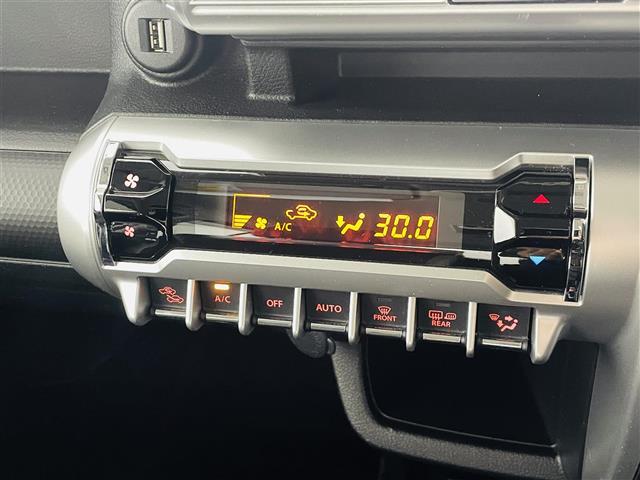 A/C 30.0
A/C OFF AUTO FRONT REAR